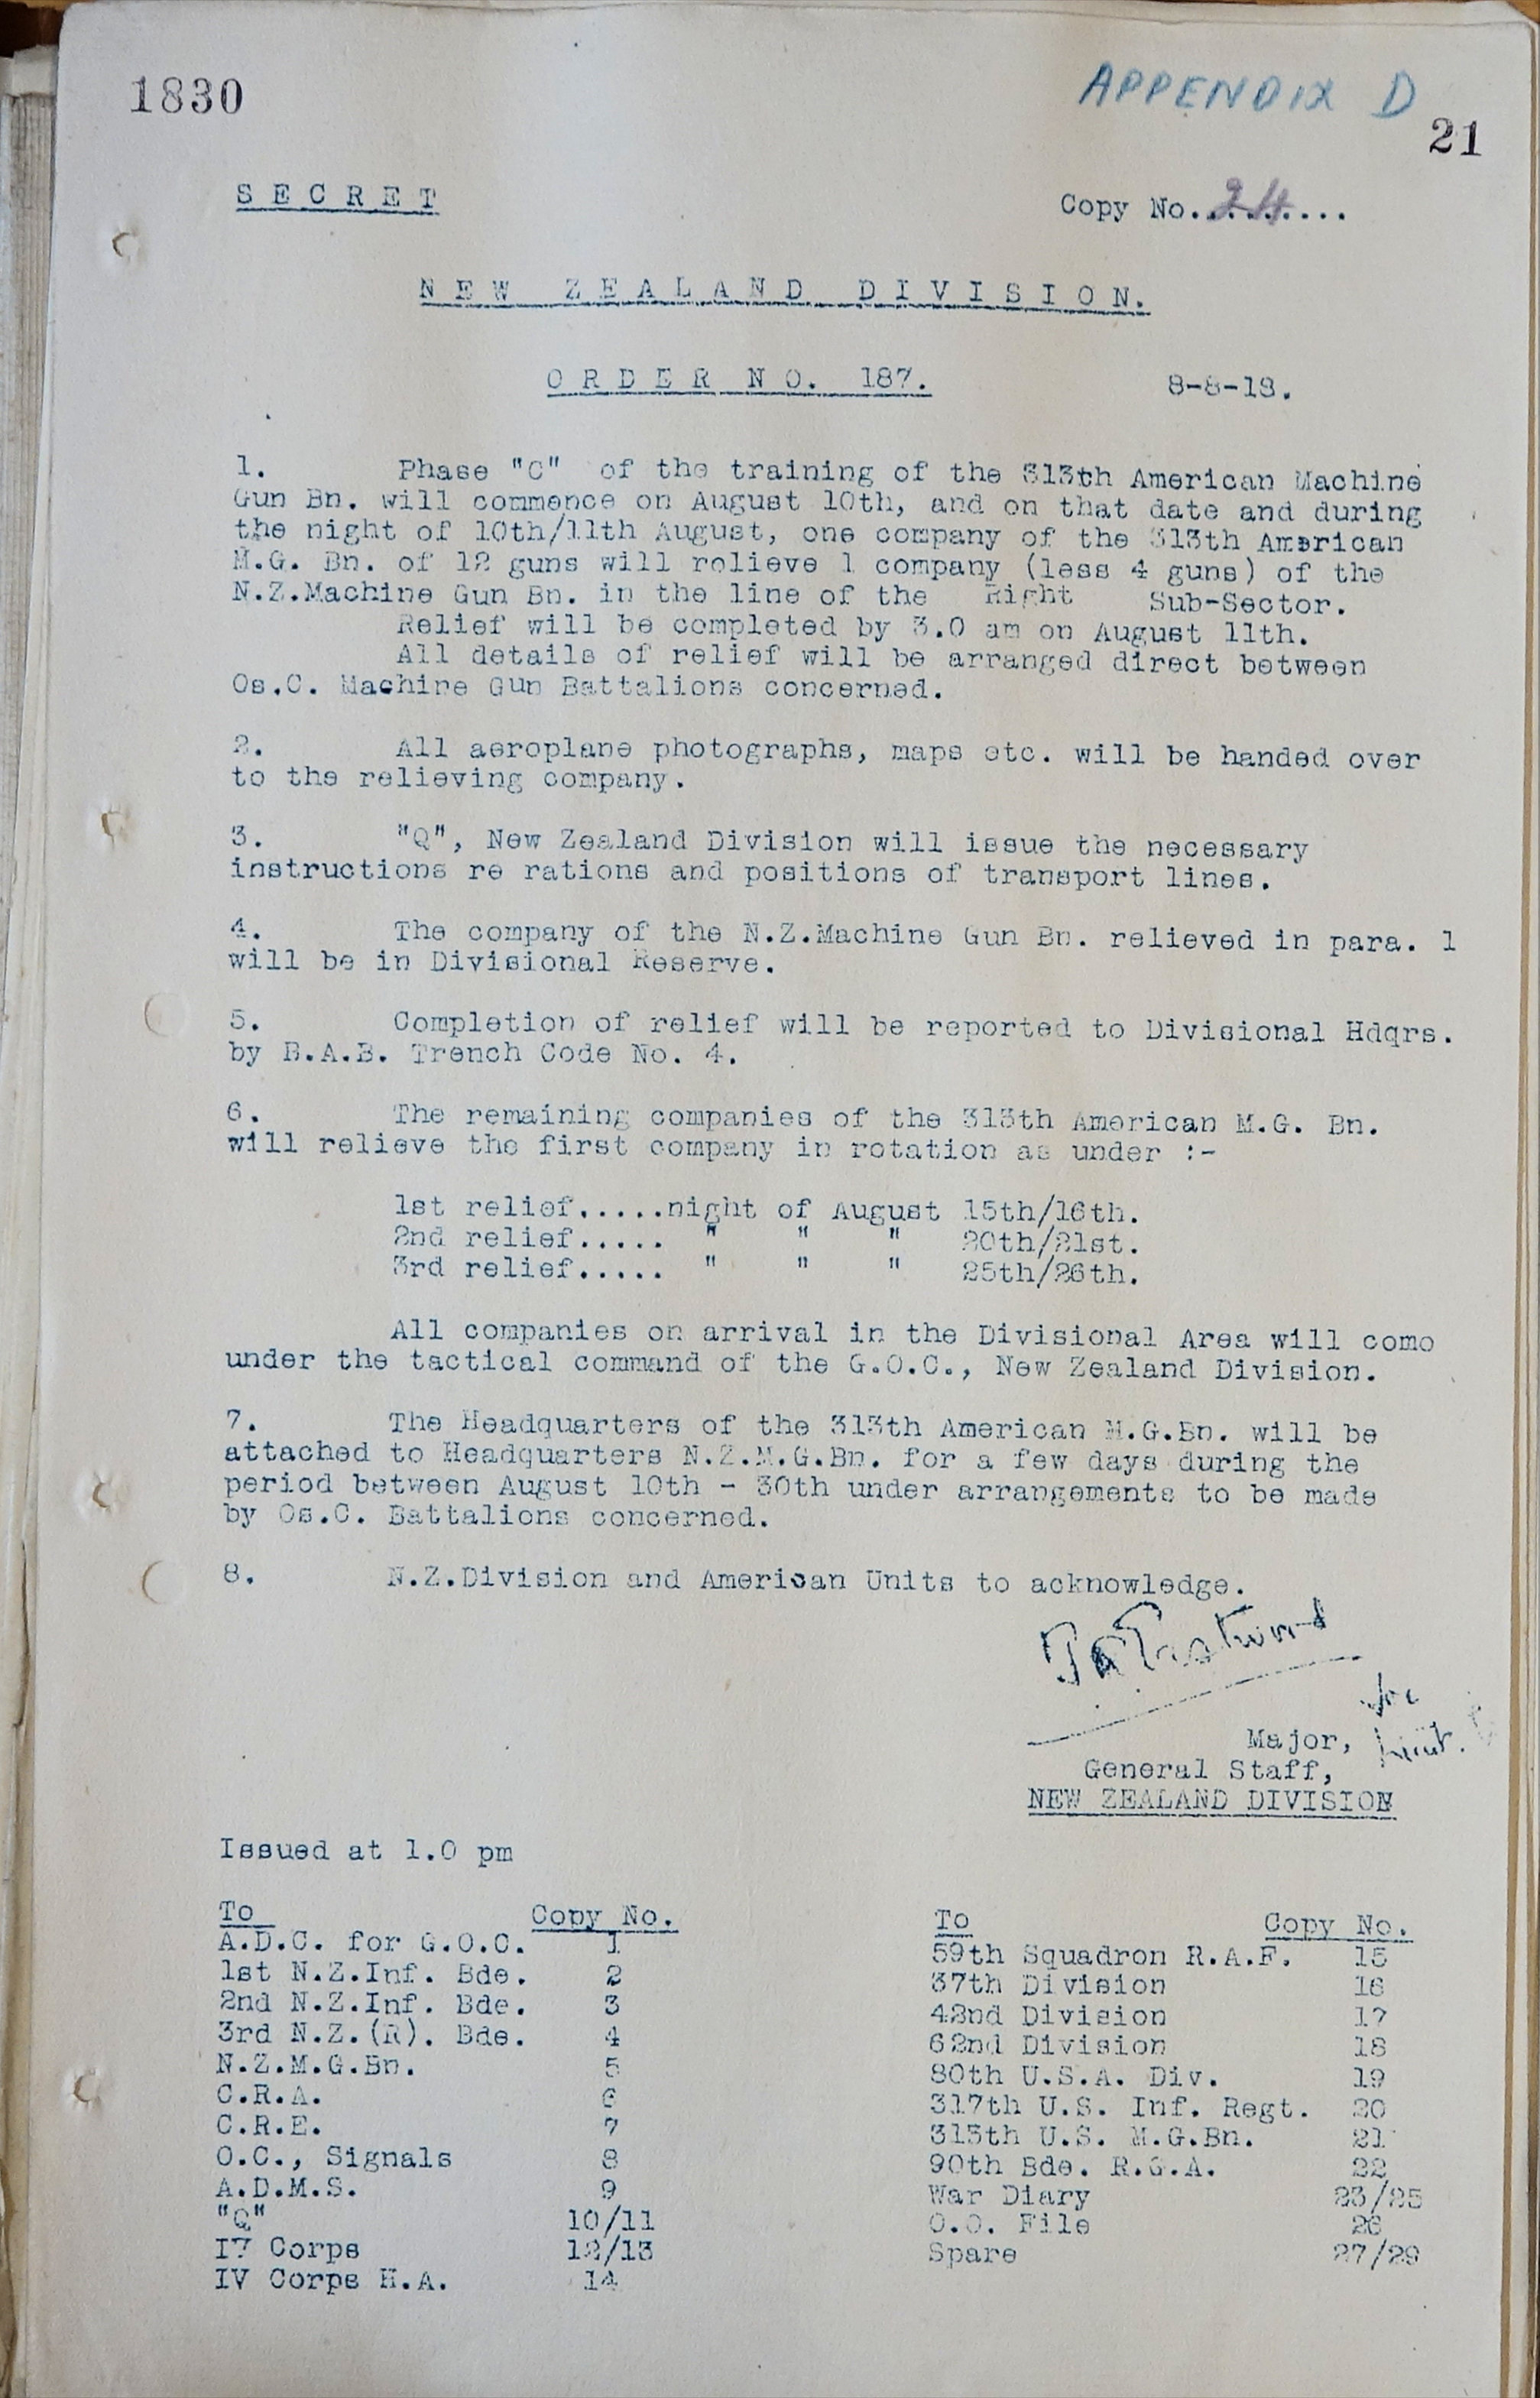 1830
APPENDIX D
21
S E C R E T
Copy No. 24.........
N E W Z E A L A N D D I V I S I O N.
O R D E R N O. 187. 8-8-18.
1. Phase "C" of the training of the 313th American Machine
Gun Bn. will commence on August 10th, and on that date and during
the night of 10th/11th August, one company of the 313th American
M.G. Bn. of 12 guns will relieve 1 company (less 4 guns) of the
N.Z.Machine Gun Bn. in the line of the Right Sub-Sector.
Relief will be completed by 3.0 am on August 11th.
All details of relief will be arranged direct between
Os.C. Machine Gun Battalions concerned.
2. All aeroplane photographs, maps etc. will be handed over
to the relieving company.
3. "Q", New Zealand Division will issue the necessary
instructions re rations and positions of transport lines.
4. The company of the N.Z.Machine Gun Bn. relieved in para. 1
will be in Divisional Reserve.
5. Completion of relief will be reported to Divisional Hdqrs.
by B.A.B. Trench Code No. 4.
6. The remaining companies of the 313th American M.G. Bn.
will relieve the first company in rotation as under :-
1st relief.....night of August 15th/16th.
2nd relief..... " " " 20th/21st.
3rd relief..... " " " 25th/26th.
All companies on arrival in the Divisional Area will come
under the tactical command of the G.O.C., New Zealand Division.
7. The Headquarters of the 313th American M.G.Bn. will be
attached to Headquarters N.Z.M.G.Bn. for a few days during the
period between August 10th - 30th under arrangements to be made
by Os.C. Battalions concerned.
8. N.Z.Division and American Units to acknowledge.
for
Major, Lieut.
General Staff,
NEW ZEALAND DIVISION
Issued at 1.0 pm
To Copy No.
A.D.C. for G.O.C. 1
1st N.Z.Inf. Bde. 2
2nd N.Z.Inf. Bde. 3
3rd N.Z.(R). Bde. 4
N.Z.M.G.Bn. 5
C.R.A. 6
C.R.E. 7
O.C., Signals 8
A.D.M.S. 9
"Q" 10/11
IV Corps 12/13
IV Corps H.A. 14
To Copy No.
59th Squadron R.A.F. 15
37th Division 16
42nd Division 17
62nd Division 18
80th U.S.A. Div. 19
317th U.S. Inf. Regt. 20
313th U.S. M.G.Bn. 21
90th Bde. R.G.A. 22
War Diary 23/25
O.O. File 26
Spare 27/29